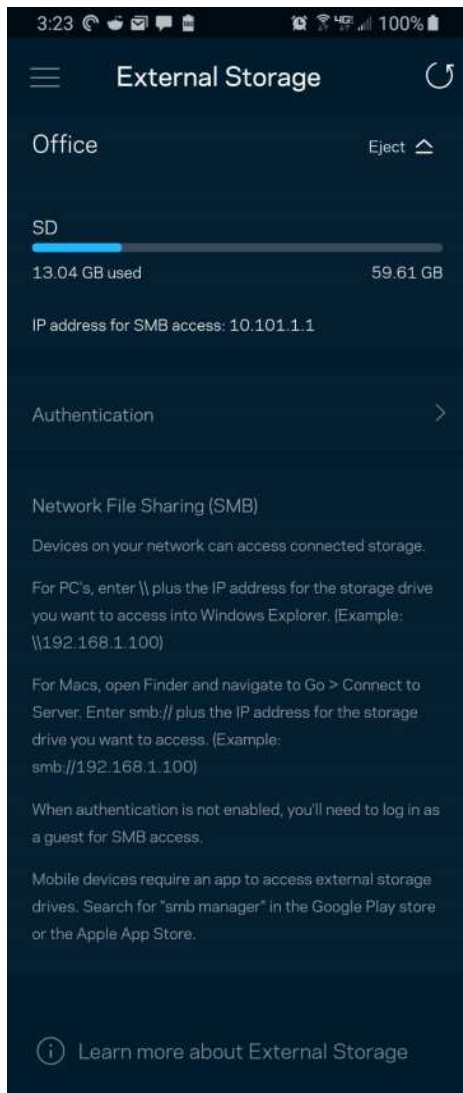 3:23 100%
External Storage
Office Eject
SD
13.04 GB used 59.61 GB
IP address for SMB access: 10.101.1.1
Authentication
Network File Sharing (SMB)
Devices on your network can access connected storage.
For PC's, enter \\ plus the IP address for the storage drive
you want to access into Windows Explorer. (Example:
\\192.168.1.100)
For Macs, open Finder and navigate to Go > Connect to
Server. Enter smb:// plus the IP address for the storage
drive you want to access. (Example:
smb://192.168.1.100)
When authentication is not enabled, you'll need to log in as
a guest for SMB access.
Mobile devices require an app to access external storage
drives. Search for "smb manager" in the Google Play store
or the Apple App Store.
Learn more about External Storage